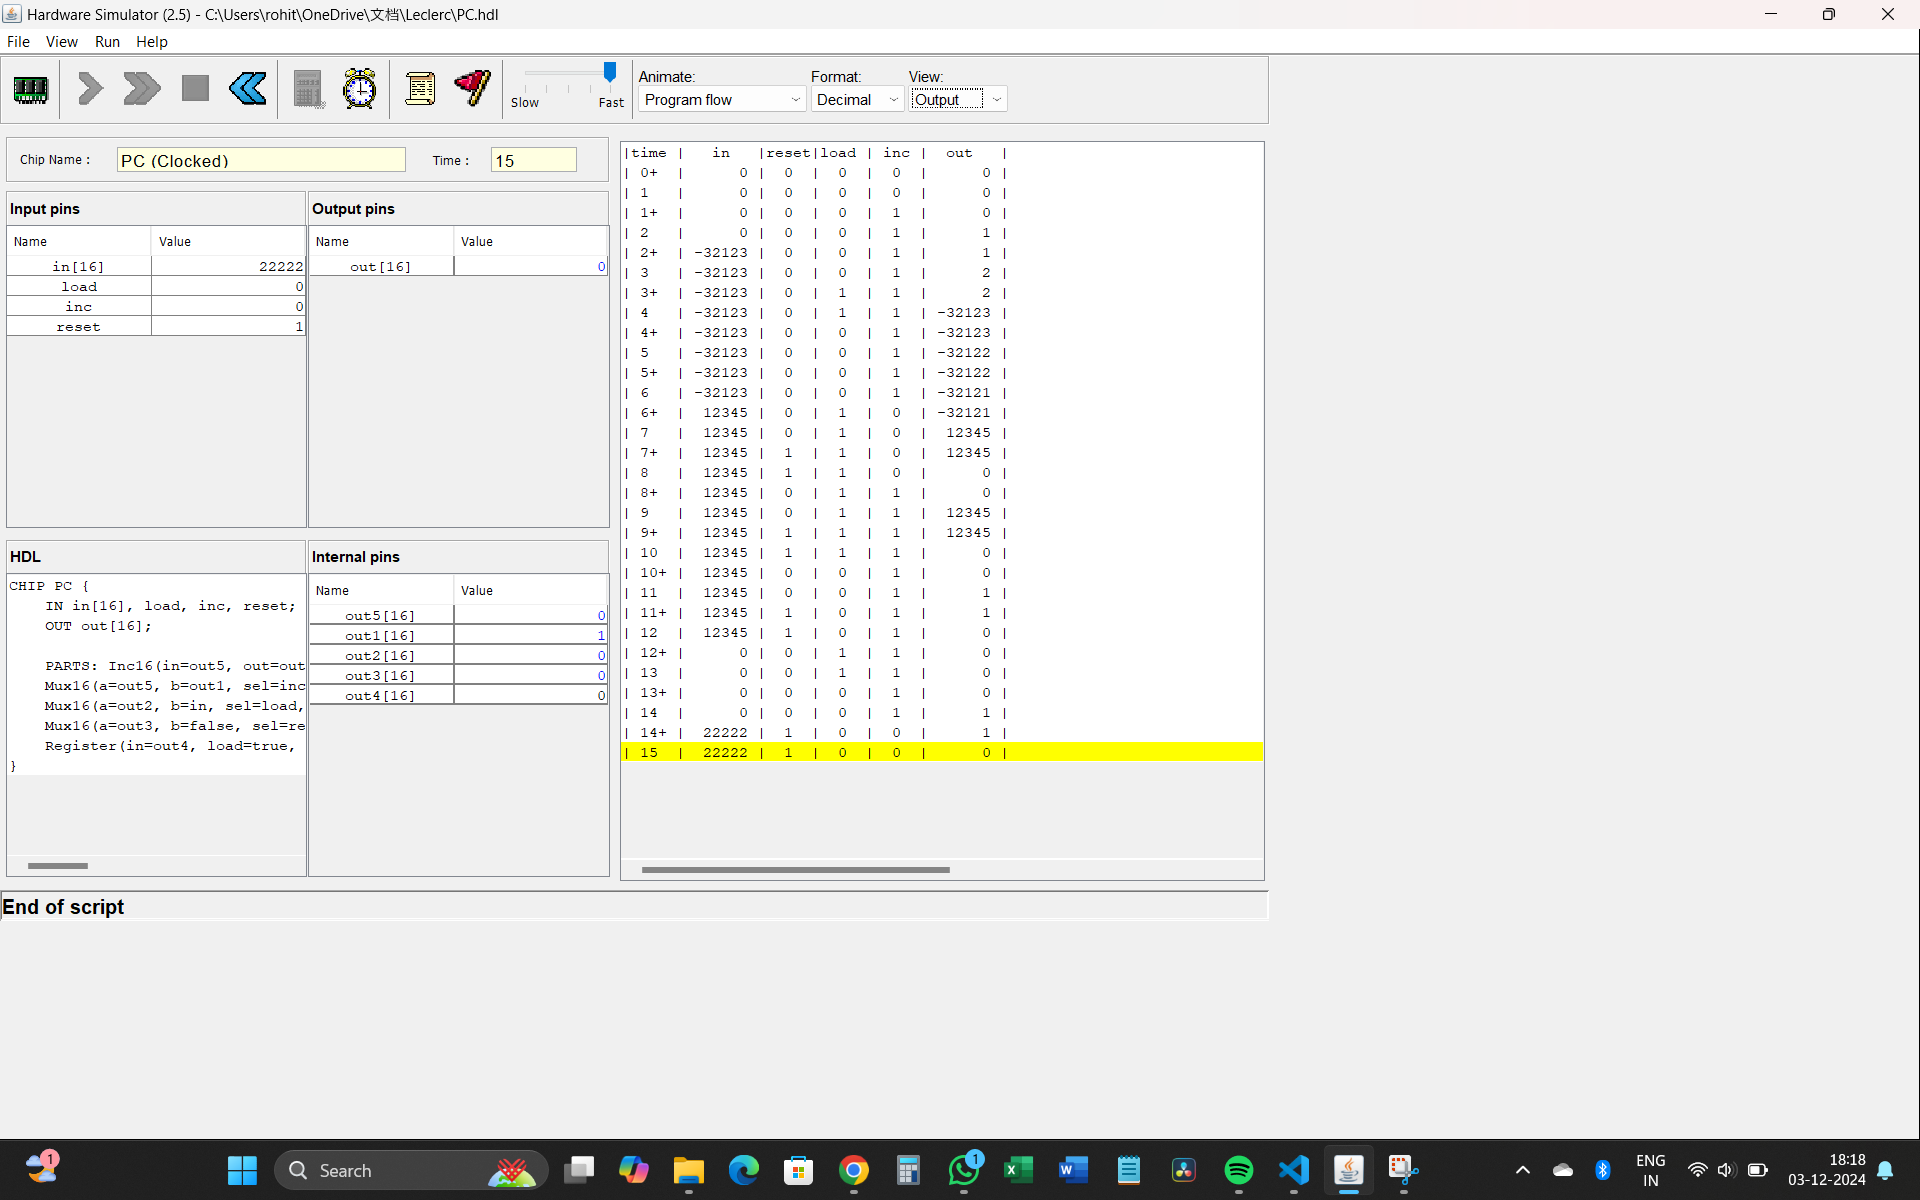 Hardware Simulator (2.5) - C:\Users\rohit\OneDrive\文档\Leclerc\PC.hdl
File View Run Help
Slow Fast
Animate: Format: View:
Program flow Decimal Output
Chip Name : PC (Clocked) Time : 15
Input pins
Name Value
in[16] 22222
load 0
inc 0
reset 1
Output pins
Name Value
out[16] 0
HDL
CHIP PC {
IN in[16], load, inc, reset;
OUT out[16];
PARTS: Inc16(in=out5, out=out
Mux16(a=out5, b=out1, sel=inc
Mux16(a=out2, b=in, sel=load,
Mux16(a=out3, b=false, sel=re
Register(in=out4, load=true,
}
Internal pins
Name Value
out5[16] 0
out1[16] 1
out2[16] 0
out3[16] 0
out4[16] 0
|time | in |reset|load | inc | out |
| 0+ | 0 | 0 | 0 | 0 | 0 |
| 1 | 0 | 0 | 0 | 0 | 0 |
| 1+ | 0 | 0 | 0 | 1 | 0 |
| 2 | 0 | 0 | 0 | 1 | 1 |
| 2+ | -32123 | 0 | 0 | 1 | 1 |
| 3 | -32123 | 0 | 0 | 1 | 2 |
| 3+ | -32123 | 0 | 1 | 1 | 2 |
| 4 | -32123 | 0 | 1 | 1 | -32123 |
| 4+ | -32123 | 0 | 0 | 1 | -32123 |
| 5 | -32123 | 0 | 0 | 1 | -32122 |
| 5+ | -32123 | 0 | 0 | 1 | -32122 |
| 6 | -32123 | 0 | 0 | 1 | -32121 |
| 6+ | 12345 | 0 | 1 | 0 | -32121 |
| 7 | 12345 | 0 | 1 | 0 | 12345 |
| 7+ | 12345 | 1 | 1 | 0 | 12345 |
| 8 | 12345 | 1 | 1 | 0 | 0 |
| 8+ | 12345 | 0 | 1 | 1 | 0 |
| 9 | 12345 | 0 | 1 | 1 | 12345 |
| 9+ | 12345 | 1 | 1 | 1 | 12345 |
| 10 | 12345 | 1 | 1 | 1 | 0 |
| 10+ | 12345 | 0 | 0 | 1 | 0 |
| 11 | 12345 | 0 | 0 | 1 | 1 |
| 11+ | 12345 | 1 | 0 | 1 | 1 |
| 12 | 12345 | 1 | 0 | 1 | 0 |
| 12+ | 0 | 0 | 1 | 1 | 0 |
| 13 | 0 | 0 | 1 | 1 | 0 |
| 13+ | 0 | 0 | 0 | 1 | 0 |
| 14 | 0 | 0 | 0 | 1 | 1 |
| 14+ | 22222 | 1 | 0 | 0 | 1 |
| 15 | 22222 | 1 | 0 | 0 | 0 |
End of script
1
Search
1
ENG
IN
18:18
03-12-2024